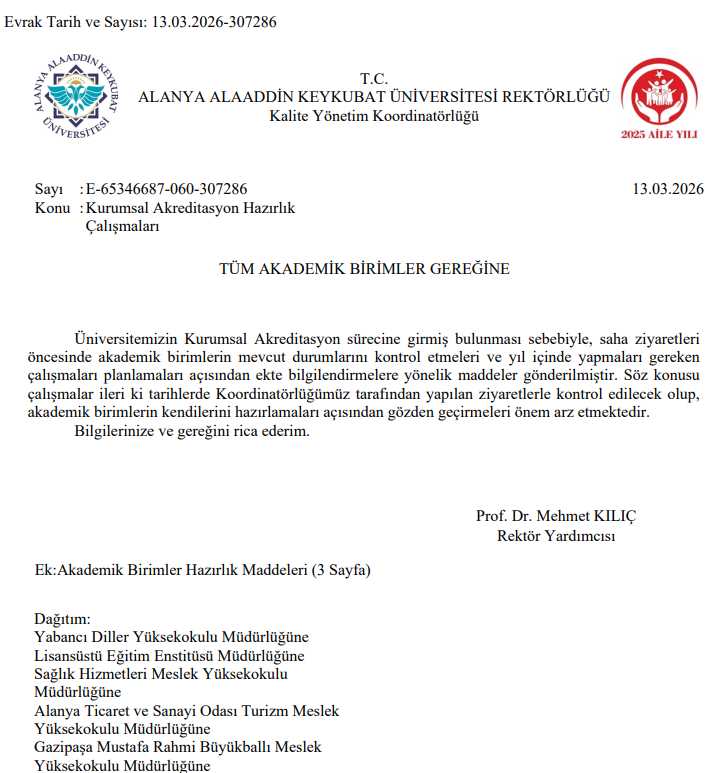 Evrak Tarih ve Sayısı: 13.03.2026-307286
ALANYA ALAADDİN KEYKUBAT
ÜNİVERSİTESİ
T.C.
ALANYA ALAADDİN KEYKUBAT ÜNİVERSİTESİ REKTÖRLÜĞÜ
Kalite Yönetim Koordinatörlüğü
2025 AİLE YILI
Sayı : E-65346687-060-307286
13.03.2026
Konu : Kurumsal Akreditasyon Hazırlık
Çalışmaları
TÜM AKADEMİK BİRİMLER GEREĞİNE
Üniversitemizin Kurumsal Akreditasyon sürecine girmiş bulunması sebebiyle, saha ziyaretleri
öncesinde akademik birimlerin mevcut durumlarını kontrol etmeleri ve yıl içinde yapmaları gereken
çalışmaları planlamaları açısından ekte bilgilendirmelere yönelik maddeler gönderilmiştir. Söz konusu
çalışmalar ileri ki tarihlerde Koordinatörlüğümüz tarafından yapılan ziyaretlerle kontrol edilecek olup,
akademik birimlerin kendilerini hazırlamaları açısından gözden geçirmeleri önem arz etmektedir.
Bilgilerinize ve gereğini rica ederim.
Prof. Dr. Mehmet KILIÇ
Rektör Yardımcısı
Ek:Akademik Birimler Hazırlık Maddeleri (3 Sayfa)
Dağıtım:
Yabancı Diller Yüksekokulu Müdürlüğüne
Lisansüstü Eğitim Enstitüsü Müdürlüğüne
Sağlık Hizmetleri Meslek Yüksekokulu
Müdürlüğüne
Alanya Ticaret ve Sanayi Odası Turizm Meslek
Yüksekokulu Müdürlüğüne
Gazipaşa Mustafa Rahmi Büyükballı Meslek
Yüksekokulu Müdürlüğüne